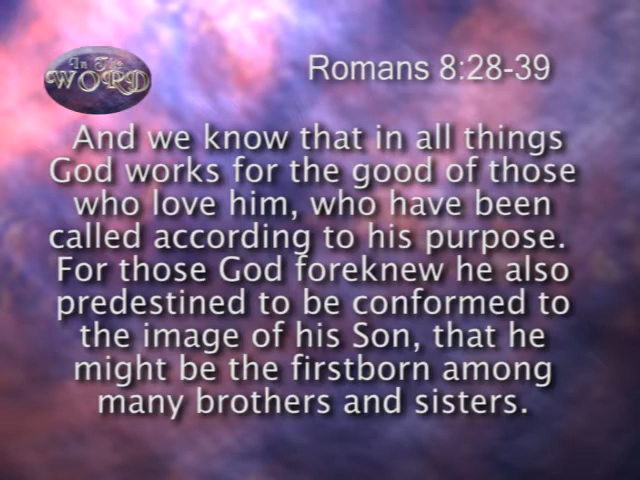 In The
WORD
Romans 8:28-39
And we know that in all things
God works for the good of those
who love him, who have been
called according to his purpose.
For those God foreknew he also
predestined to be conformed to
the image of his Son, that he
might be the firstborn among
many brothers and sisters.